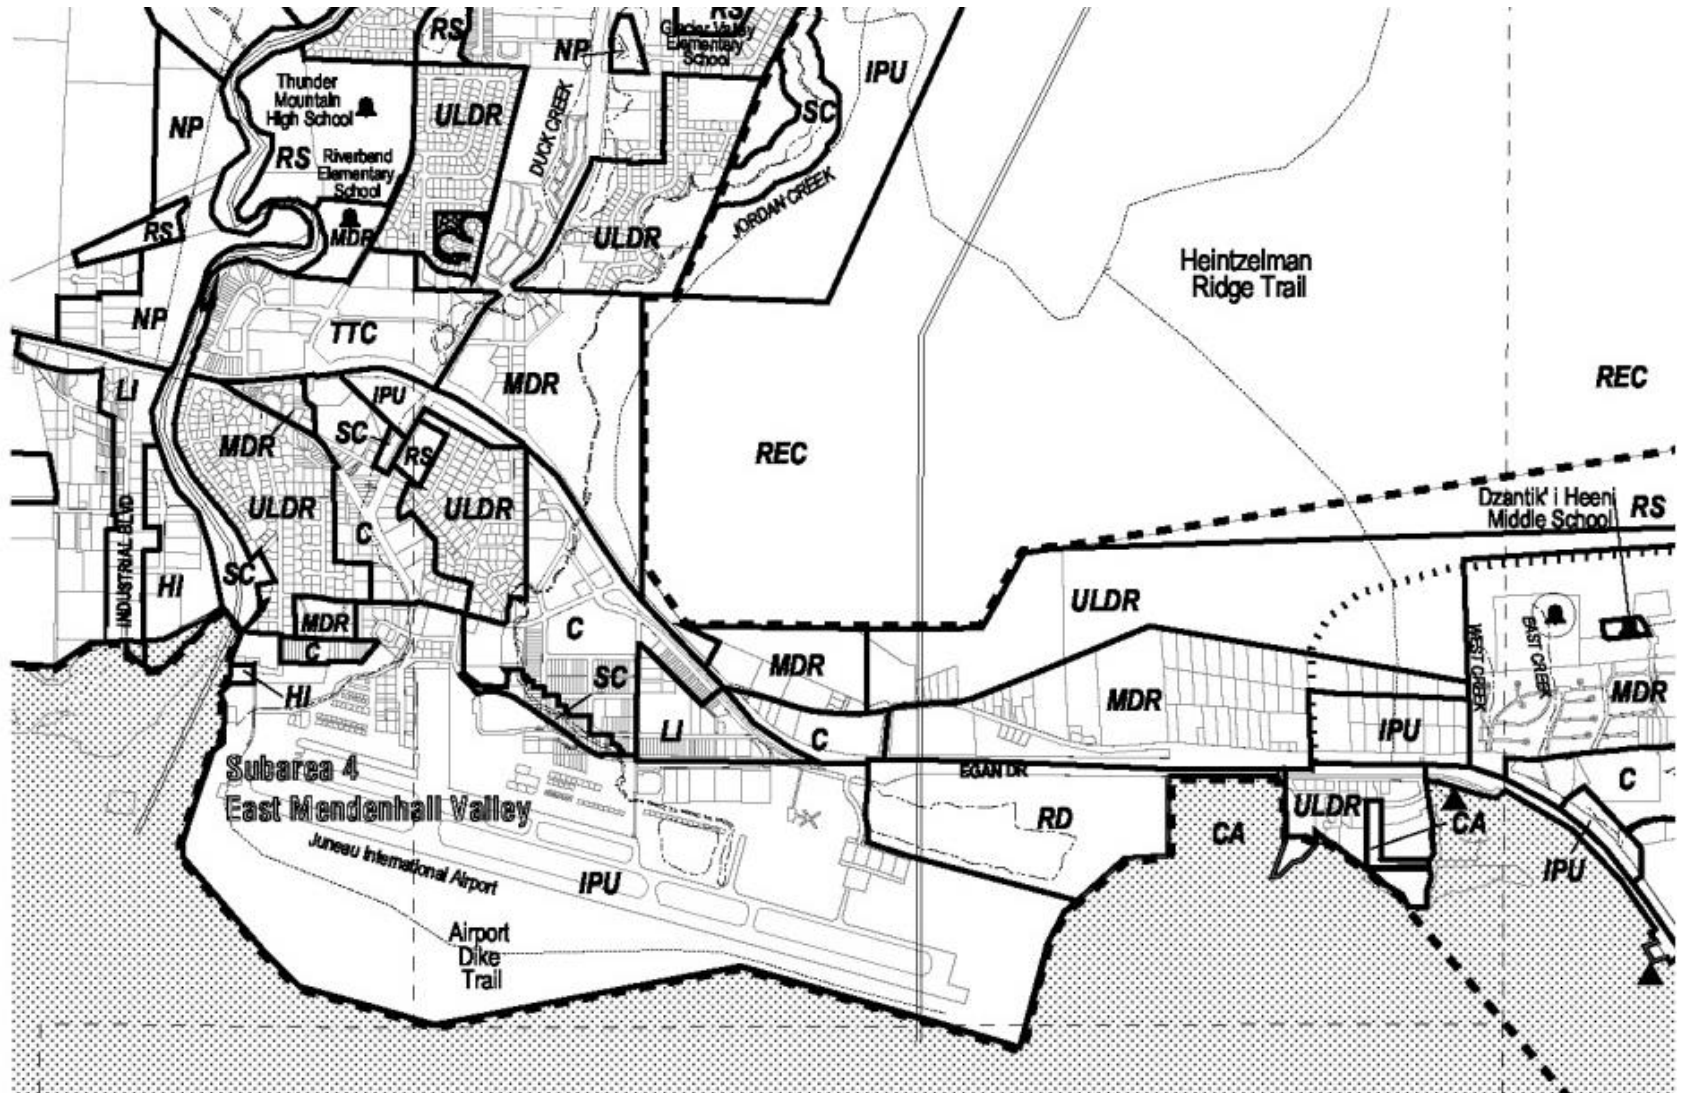 RS
RS
Glacier Valley
Elementary
School
NP
IPU
Thunder
Mountain
High School
ULDR
SC
NP
DUCK CREEK
RS
Riverbend
Elementary
School
JORDAN CREEK
RS
MDR
ULDR
Heintzelman
Ridge Trail
NP
TTC
LI
IPU
MDR
REC
MDR
SC
RS
REC
ULDR
ULDR
C
INDUSTRIAL BLVD
Dzantik' i Heeni
Middle School
RS
HI
SC
ULDR
MDR
C
C
WEST CREEK
EAST CREEK
MDR
SC
MDR
MDR
HI
LI
C
IPU
Subarea 4
East Mendenhall Valley
EGAN DR
C
ULDR
RD
CA
CA
Juneau International Airport
IPU
IPU
Airport
Dike
Trail